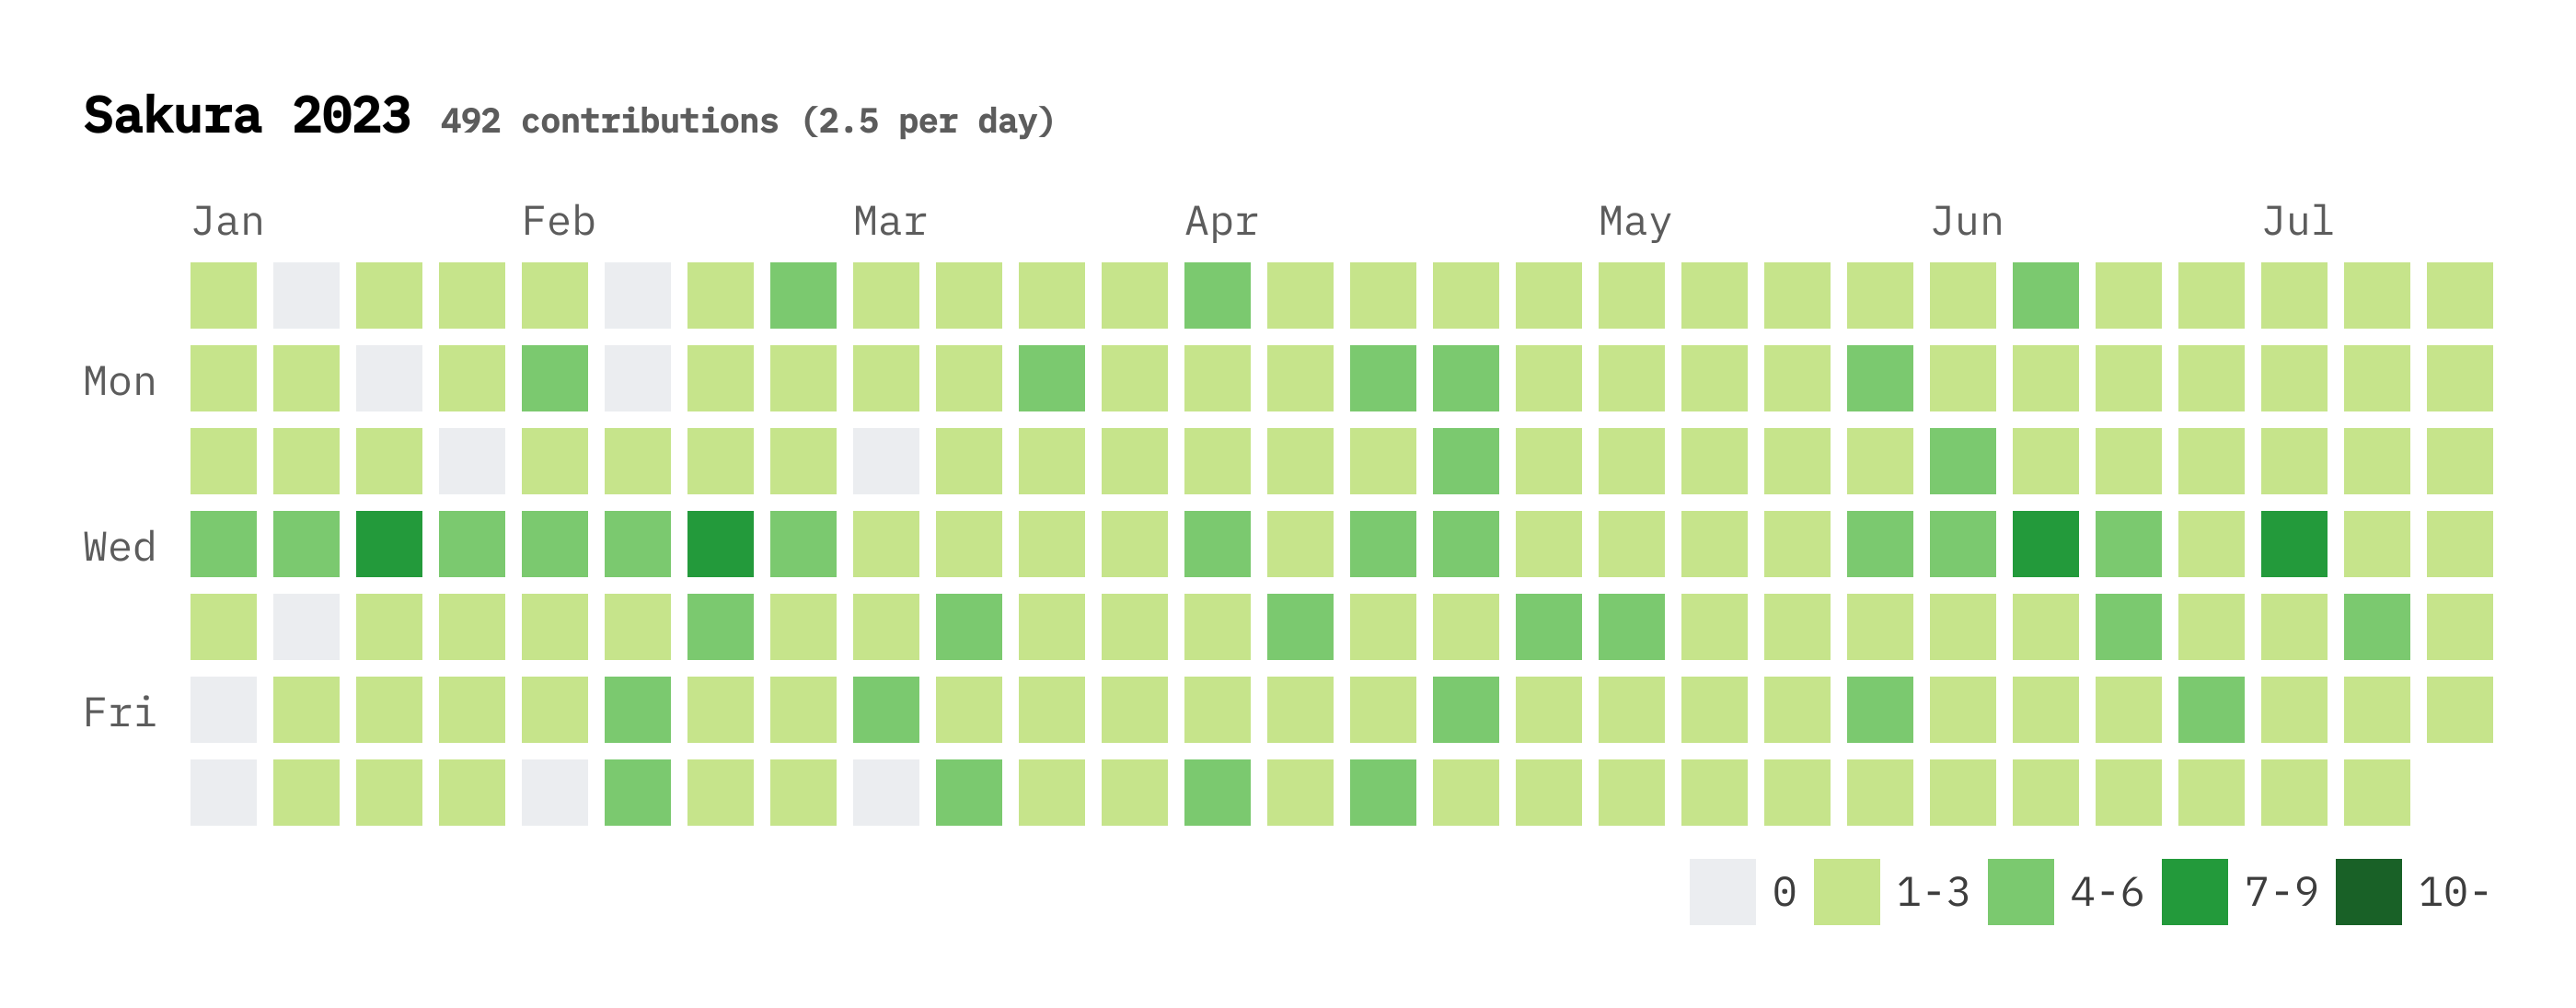 Sakura 2023 492 contributions (2.5 per day)
Jan Feb Mar Apr May Jun Jul
Mon
Wed
Fri
0 1-3 4-6 7-9 10-